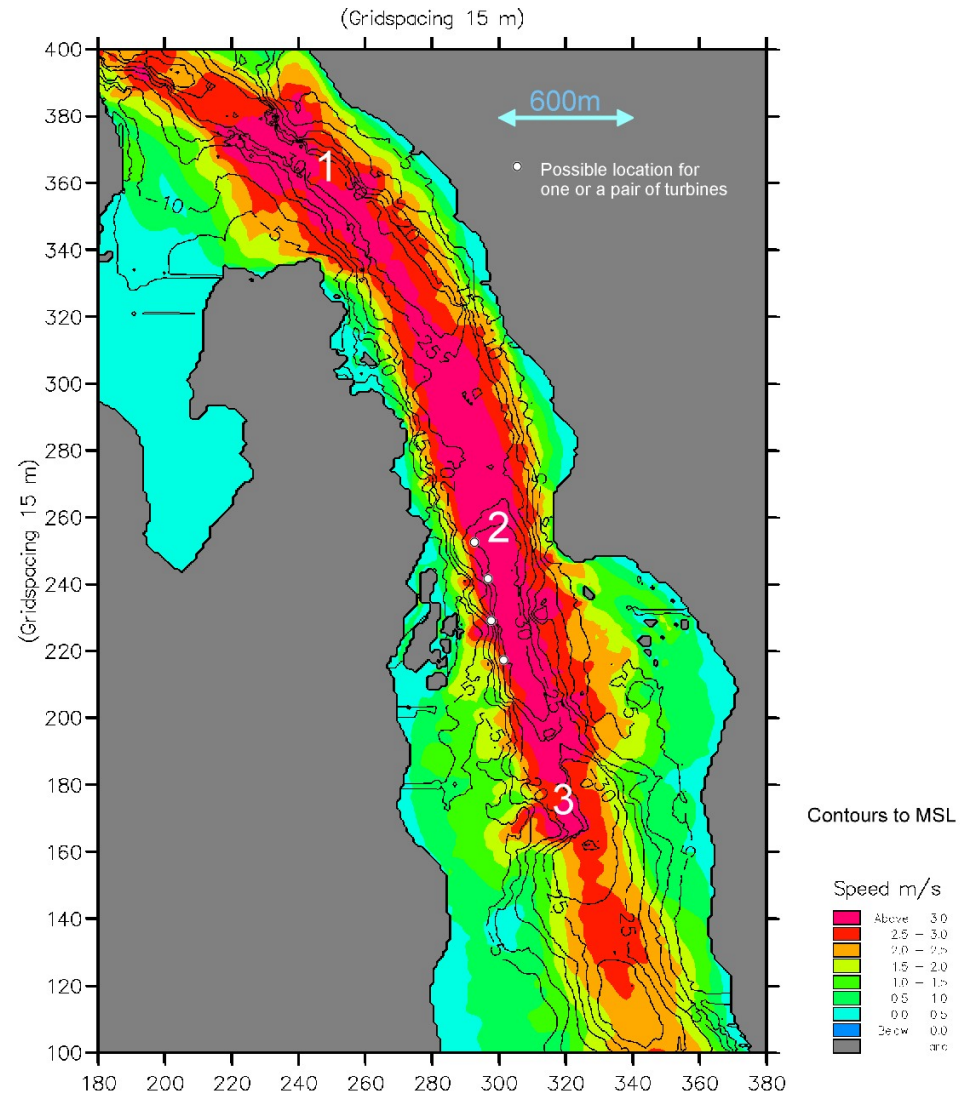 (Gridspacing 15 m)
400
380
360
340
320
300
280
260
240
220
200
180
160
140
120
100
(Gridspacing 15 m)
600m
Possible location for
one or a pair of turbines
1
2
3
-10
-5
20
25
25
25
-5
180 200 220 240 260 280 300 320 340 360 380
Contours to MSL
Speed m/s
Above 3.0
2.5 - 3.0
2.0 - 2.5
1.5 - 2.0
1.0 - 1.5
0.5 1.0
0.0 0.5
Below 0.0